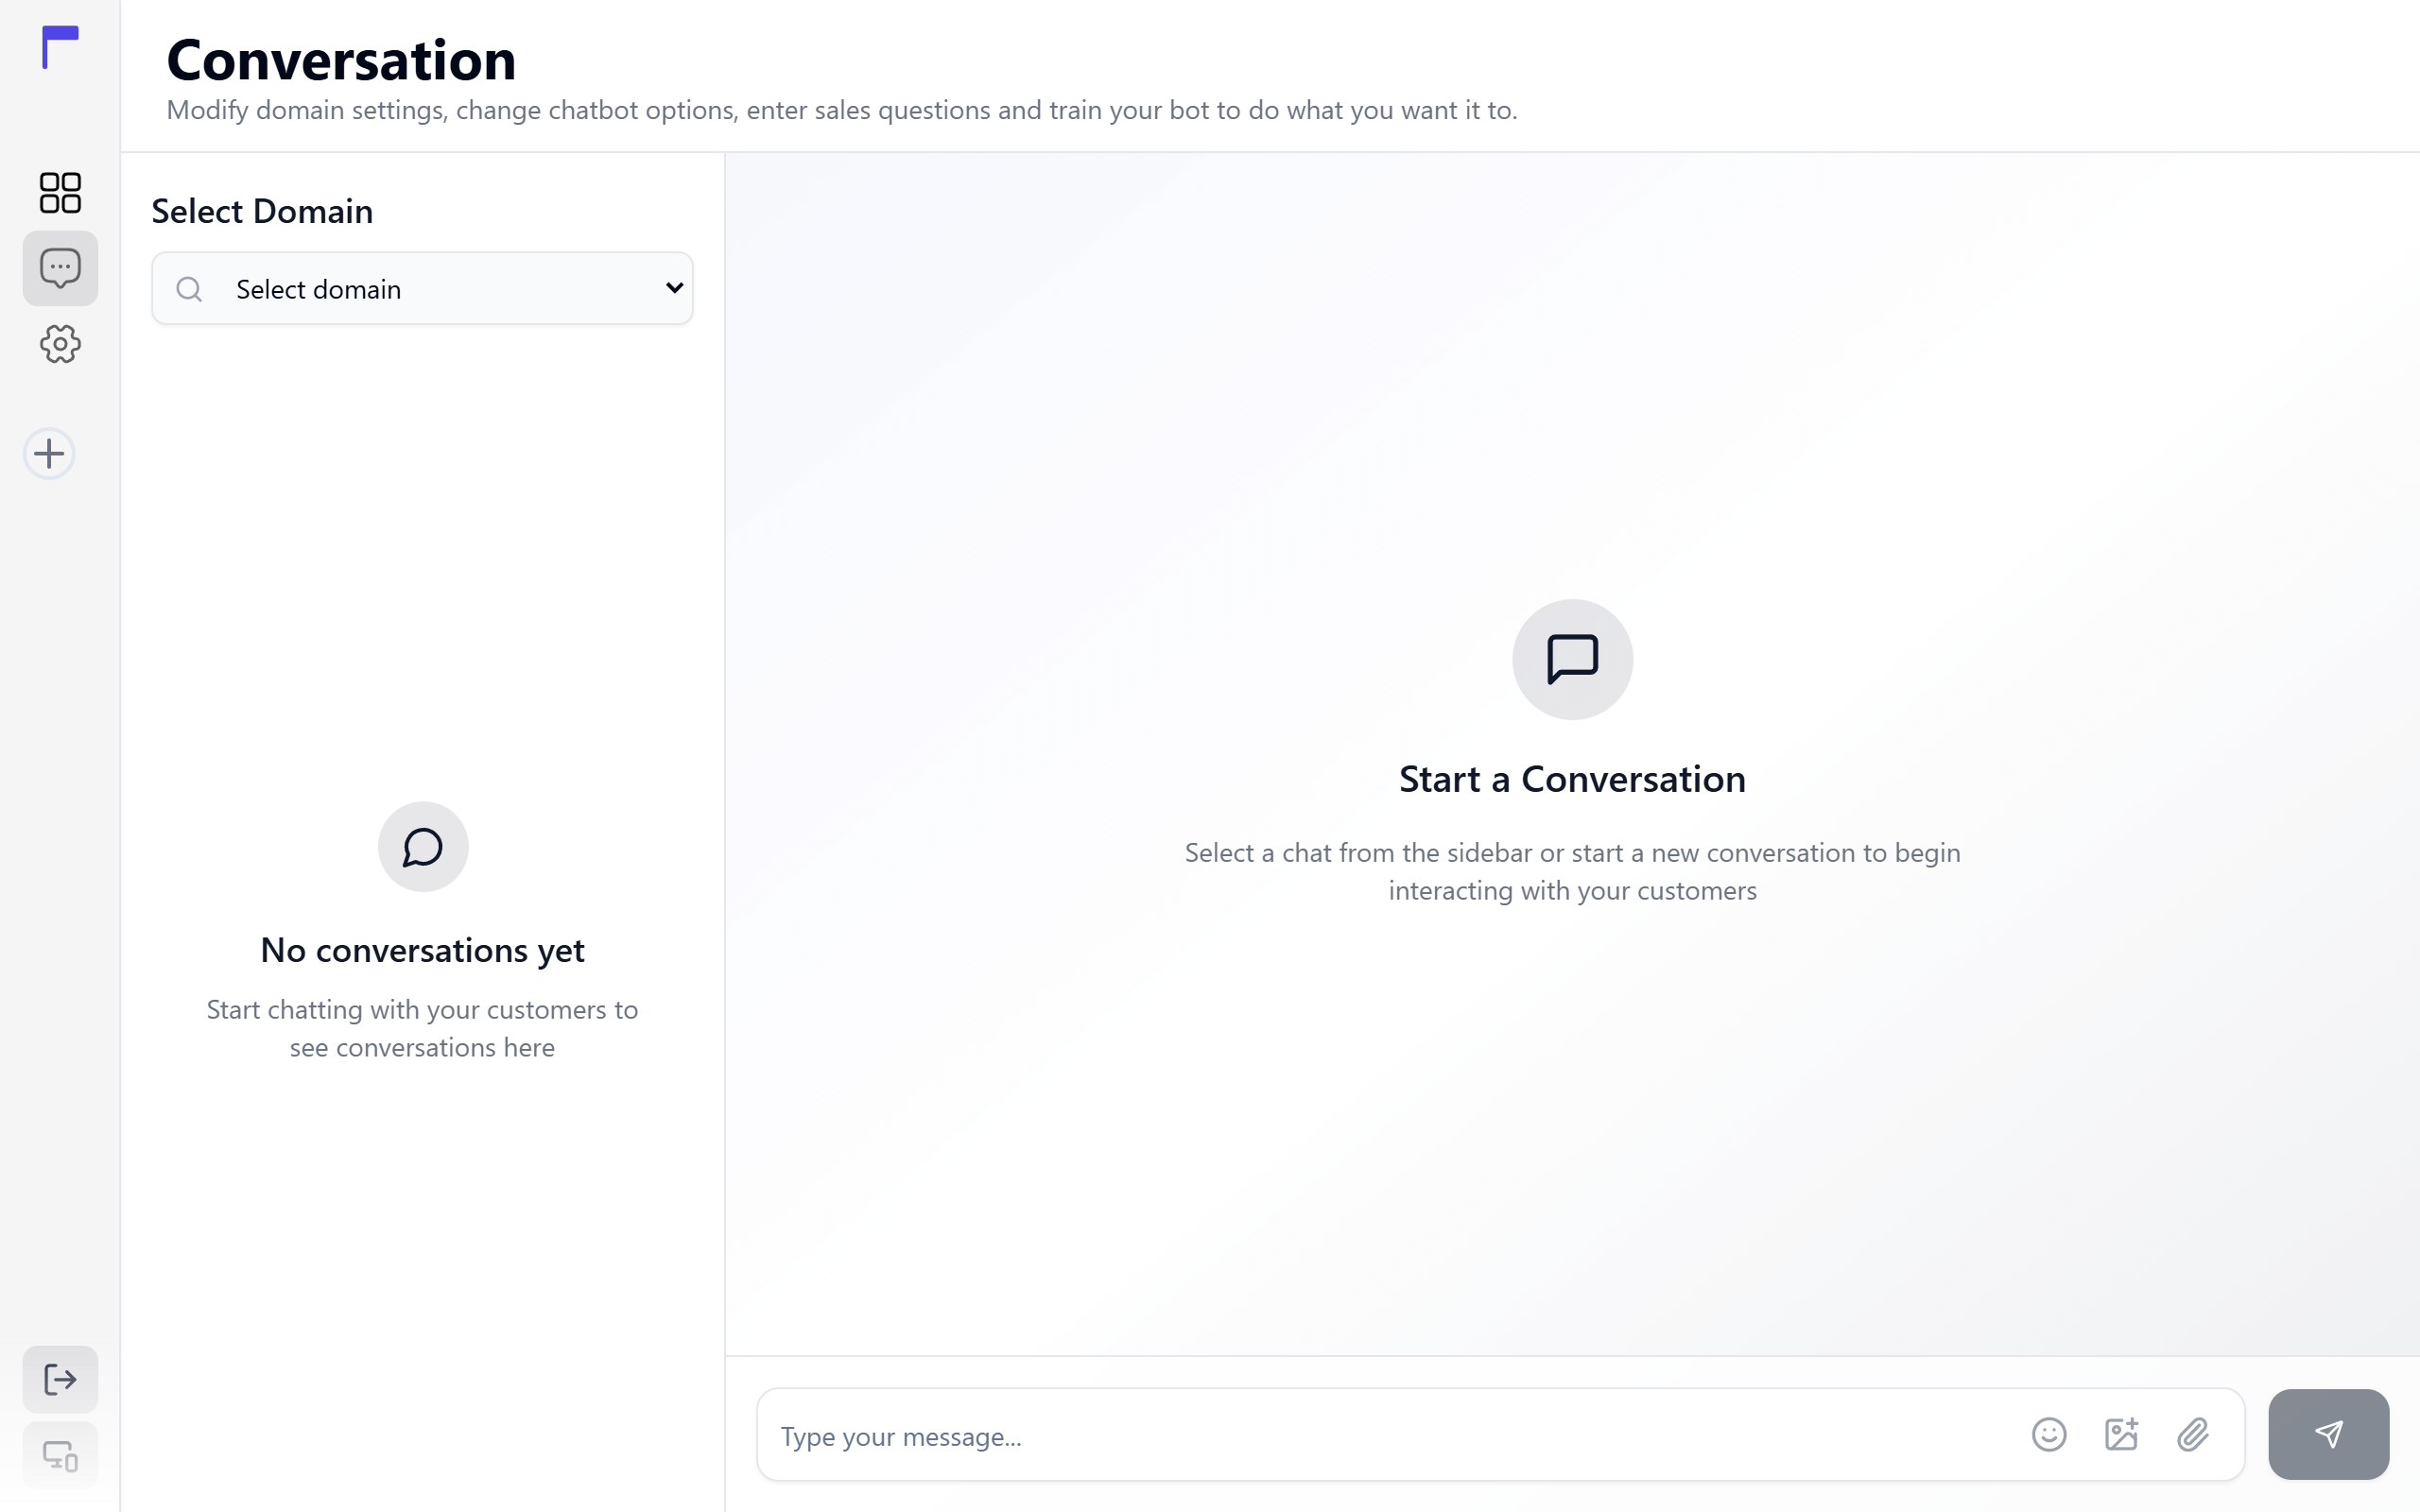 Conversation
Modify domain settings, change chatbot options, enter sales questions and train your bot to do what you want it to.
Select Domain
Select domain
No conversations yet
Start chatting with your customers to
see conversations here
Start a Conversation
Select a chat from the sidebar or start a new conversation to begin
interacting with your customers
Type your message...